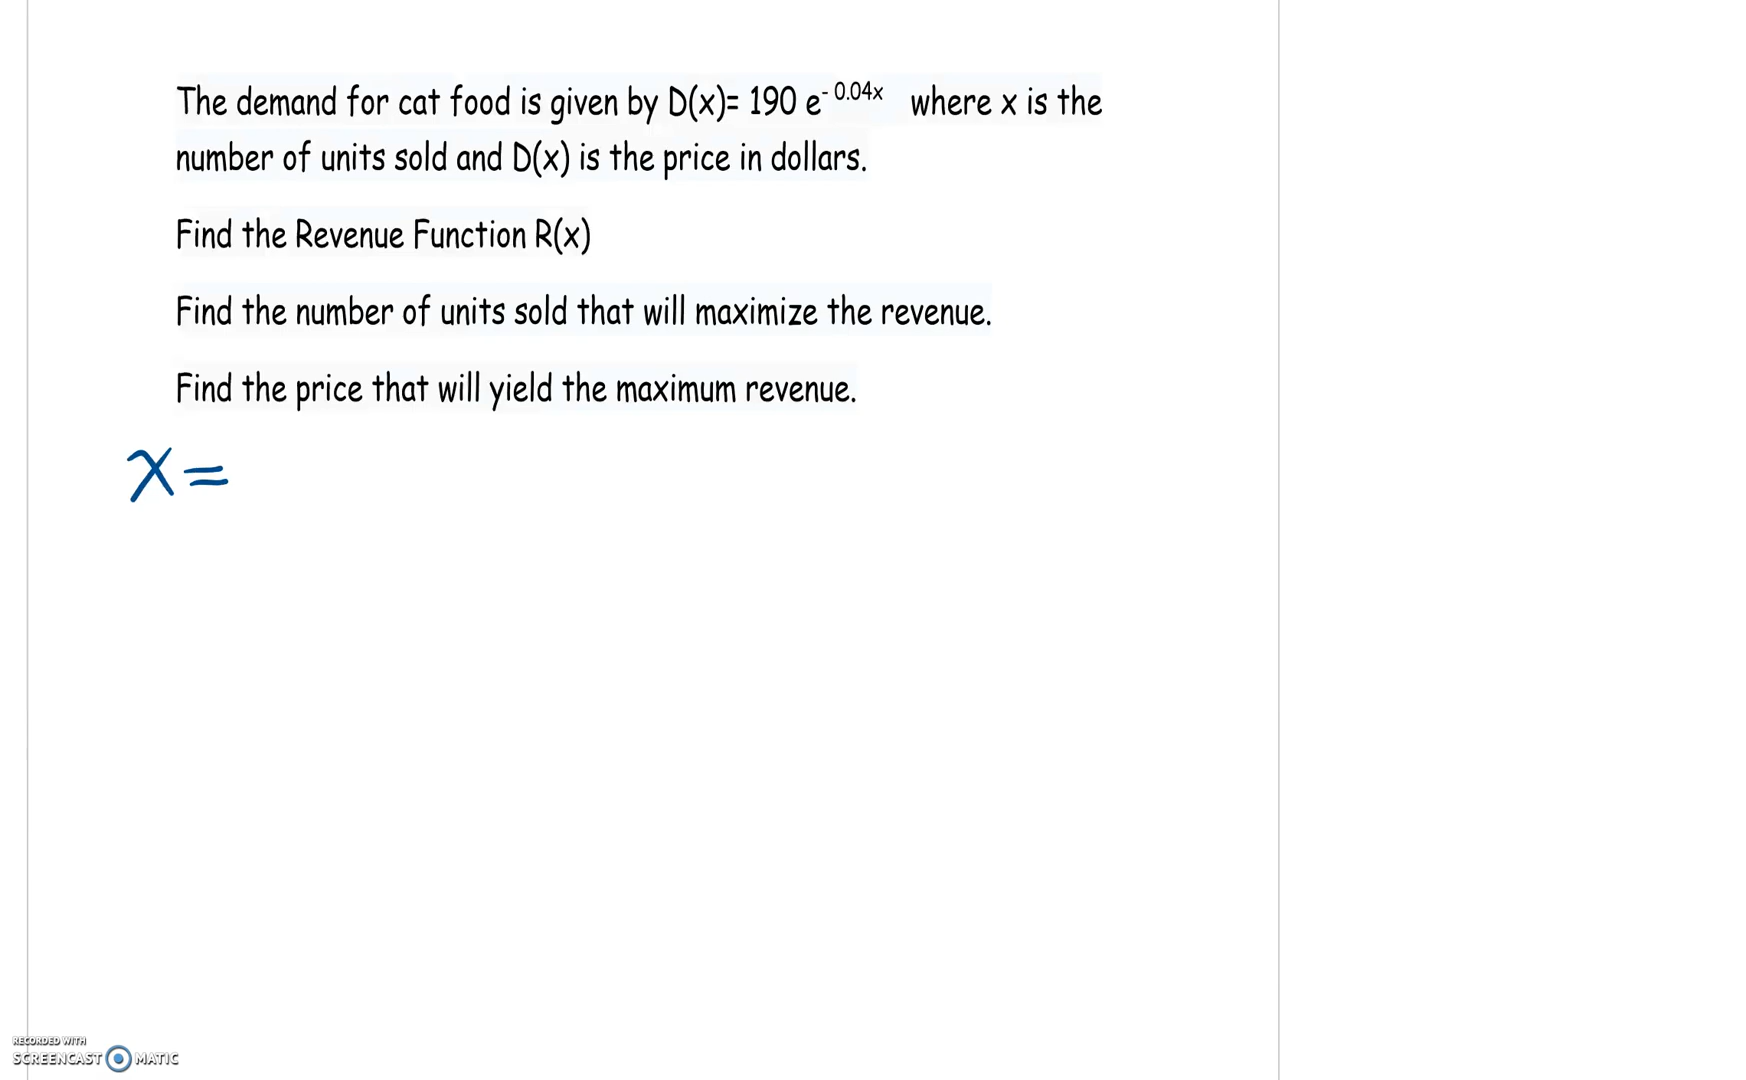 The demand for cat food is given by D(x)= 190 e^- 0.04x where x is the
number of units sold and D(x) is the price in dollars.
Find the Revenue Function R(x)
Find the number of units sold that will maximize the revenue.
Find the price that will yield the maximum revenue.
x=
RECORDED WITH
SCREENCAST MATIC